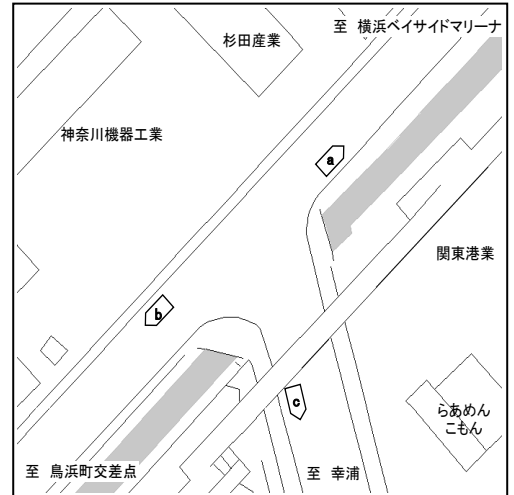 至 横浜ベイサイドマリーナ
杉田産業
神奈川機器工業
a
関東港業
b
c
らあめん
こもん
至 鳥浜町交差点
至 幸浦